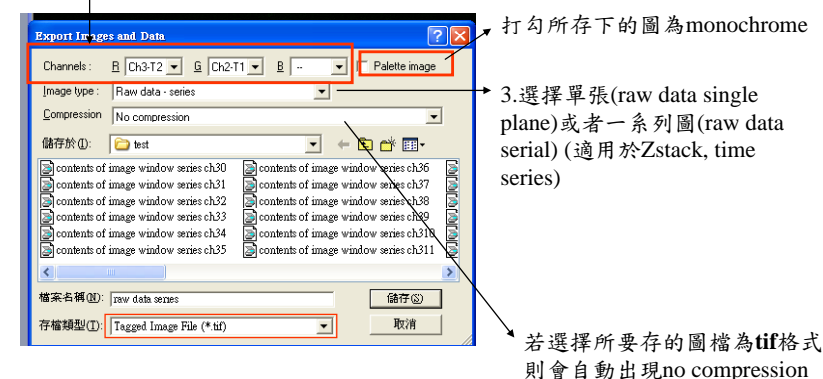 Export Images and Data
Channels : R Ch3-T2 G Ch2-T1 B -- Palette image
Image type : Raw data - series
Compression No compression
儲存於(I): test
contents of image window series ch30 contents of image window series ch36
contents of image window series ch31 contents of image window series ch37
contents of image window series ch32 contents of image window series ch38
contents of image window series ch33 contents of image window series ch39
contents of image window series ch34 contents of image window series ch310
contents of image window series ch35 contents of image window series ch311
檔案名稱(N): raw data series 儲存(S)
存檔類型(T): Tagged Image File (*.tif) 取消
打勾所存下的圖為monochrome
3.選擇單張(raw data single
plane)或者一系列圖(raw data
serial) (適用於Zstack, time
series)
若選擇所要存的圖檔為tif格式
則會自動出現no compression